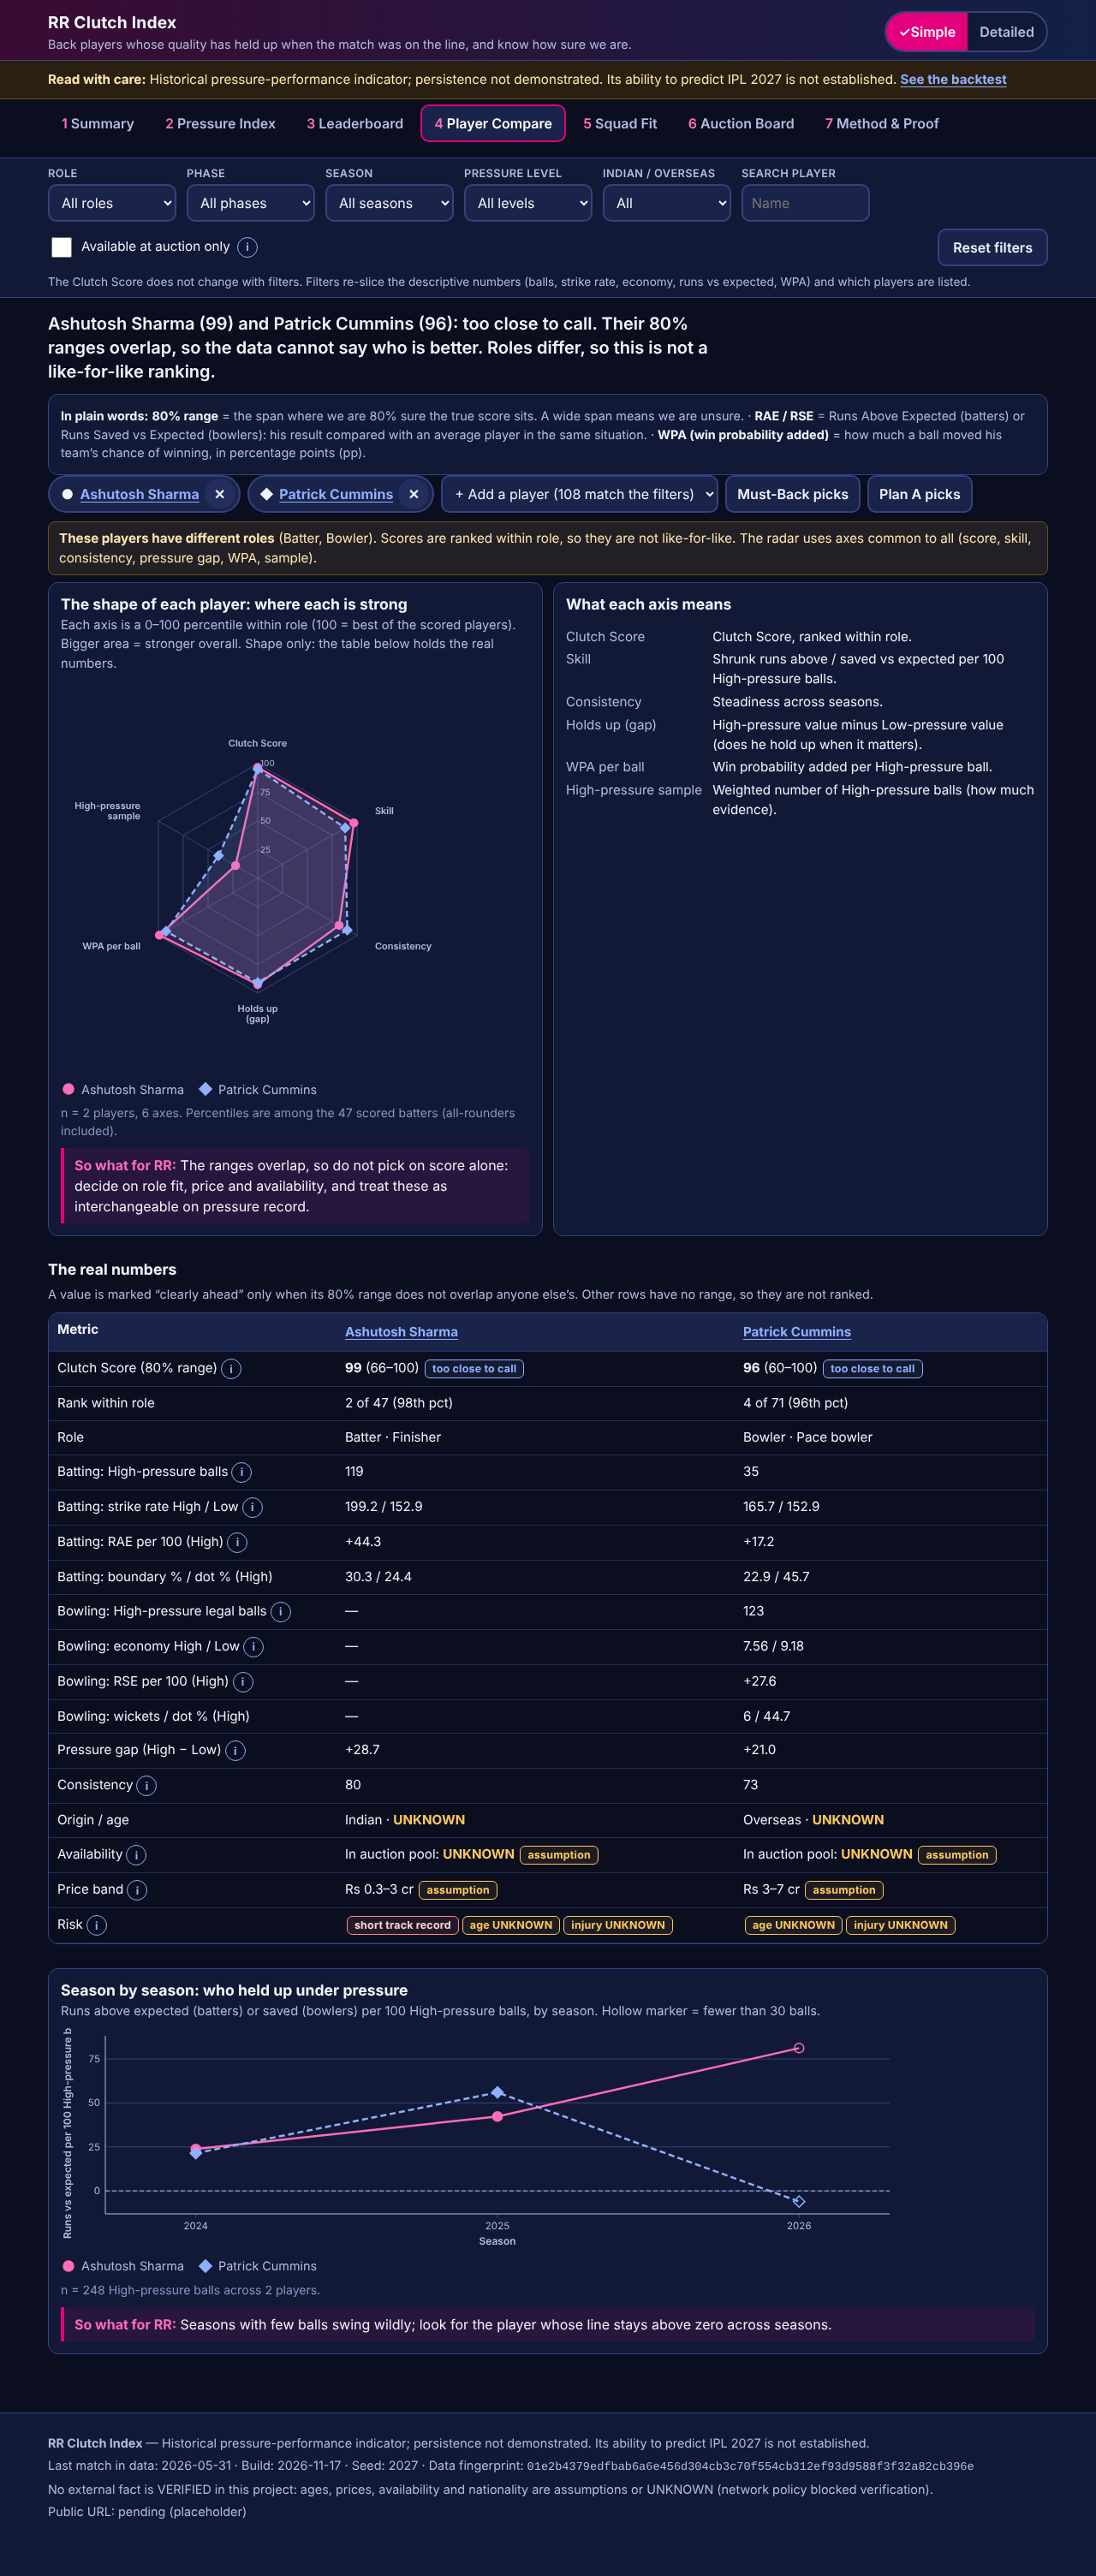 RR Clutch Index
Back players whose quality has held up when the match was on the line, and know how sure we are.
✓Simple
Detailed
Read with care: Historical pressure-performance indicator; persistence not demonstrated. Its ability to predict IPL 2027 is not established. See the backtest
1 Summary
2 Pressure Index
3 Leaderboard
4 Player Compare
5 Squad Fit
6 Auction Board
7 Method & Proof
ROLE
PHASE
SEASON
PRESSURE LEVEL
INDIAN / OVERSEAS
SEARCH PLAYER
All roles
All phases
All seasons
All levels
All
Name
Available at auction only i
Reset filters
The Clutch Score does not change with filters. Filters re-slice the descriptive numbers (balls, strike rate, economy, runs vs expected, WPA) and which players are listed.
Ashutosh Sharma (99) and Patrick Cummins (96): too close to call. Their 80%
ranges overlap, so the data cannot say who is better. Roles differ, so this is not a
like-for-like ranking.
In plain words: 80% range = the span where we are 80% sure the true score sits. A wide span means we are unsure. · RAE / RSE = Runs Above Expected (batters) or
Runs Saved vs Expected (bowlers): his result compared with an average player in the same situation. · WPA (win probability added) = how much a ball moved his
team's chance of winning, in percentage points (pp).
Ashutosh Sharma ✕
Patrick Cummins ✕
+ Add a player (108 match the filters)
Must-Back picks
Plan A picks
These players have different roles (Batter, Bowler). Scores are ranked within role, so they are not like-for-like. The radar uses axes common to all (score, skill,
consistency, pressure gap, WPA, sample).
The shape of each player: where each is strong
Each axis is a 0–100 percentile within role (100 = best of the scored players).
Bigger area = stronger overall. Shape only: the table below holds the real
numbers.
Clutch Score
100
75
50
25
High-pressure
sample
Skill
WPA per ball
Consistency
Holds up
(gap)
Ashutosh Sharma
Patrick Cummins
n = 2 players, 6 axes. Percentiles are among the 47 scored batters (all-rounders
included).
So what for RR: The ranges overlap, so do not pick on score alone:
decide on role fit, price and availability, and treat these as
interchangeable on pressure record.
What each axis means
Clutch Score Clutch Score, ranked within role.
Skill Shrunk runs above / saved vs expected per 100
High-pressure balls.
Consistency Steadiness across seasons.
Holds up (gap) High-pressure value minus Low-pressure value
(does he hold up when it matters).
WPA per ball Win probability added per High-pressure ball.
High-pressure sample Weighted number of High-pressure balls (how much
evidence).
The real numbers
A value is marked “clearly ahead” only when its 80% range does not overlap anyone else’s. Other rows have no range, so they are not ranked.
Metric Ashutosh Sharma Patrick Cummins
Clutch Score (80% range) i 99 (66–100) too close to call 96 (60–100) too close to call
Rank within role 2 of 47 (98th pct) 4 of 71 (96th pct)
Role Batter · Finisher Bowler · Pace bowler
Batting: High-pressure balls i 119 35
Batting: strike rate High / Low i 199.2 / 152.9 165.7 / 152.9
Batting: RAE per 100 (High) i +44.3 +17.2
Batting: boundary % / dot % (High) 30.3 / 24.4 22.9 / 45.7
Bowling: High-pressure legal balls i — 123
Bowling: economy High / Low i — 7.56 / 9.18
Bowling: RSE per 100 (High) i — +27.6
Bowling: wickets / dot % (High) — 6 / 44.7
Pressure gap (High − Low) i +28.7 +21.0
Consistency i 80 73
Origin / age Indian · UNKNOWN Overseas · UNKNOWN
Availability i In auction pool: UNKNOWN assumption In auction pool: UNKNOWN assumption
Price band i Rs 0.3–3 cr assumption Rs 3–7 cr assumption
Risk i short track record age UNKNOWN injury UNKNOWN age UNKNOWN injury UNKNOWN
Season by season: who held up under pressure
Runs above expected (batters) or saved (bowlers) per 100 High-pressure balls, by season. Hollow marker = fewer than 30 balls.
Runs vs expected per 100 High-pressure b
75
50
25
0
2024
2025
2026
Season
Ashutosh Sharma
Patrick Cummins
n = 248 High-pressure balls across 2 players.
So what for RR: Seasons with few balls swing wildly; look for the player whose line stays above zero across seasons.
RR Clutch Index — Historical pressure-performance indicator; persistence not demonstrated. Its ability to predict IPL 2027 is not established.
Last match in data: 2026-05-31 · Build: 2026-11-17 · Seed: 2027 · Data fingerprint: 01e2b4379edfbab6a6e456d304cb3c70f554cb312ef93d9588f3f32a82cb396e
No external fact is VERIFIED in this project: ages, prices, availability and nationality are assumptions or UNKNOWN (network policy blocked verification).
Public URL: pending (placeholder)